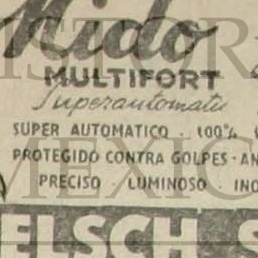 Mido
MULTIFORT
Superautomatic
SUPER AUTOMATICO · 100%
PROTEGIDO CONTRA GOLPES - AN
PRECISO · LUMINOSO · INO
ELSCH S